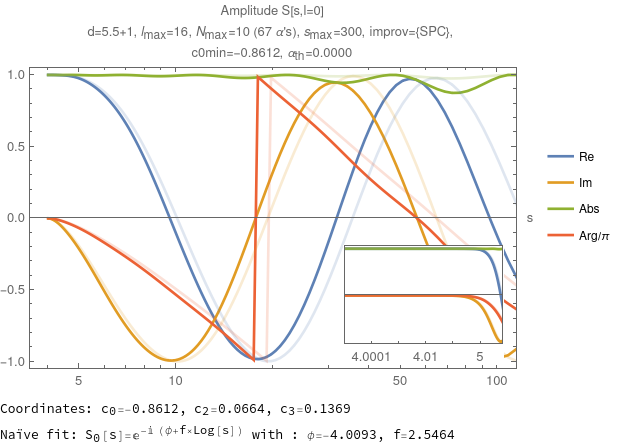 Amplitude S[s,l=0]
d=5.5+1, lmax=16, Nmax=10 (67 α's), smax=300, improv={SPC},
c0min=-0.8612, αth=0.0000
1.0
0.5
0.0
-0.5
-1.0
s
Re
Im
Abs
Arg/π
4.0001 4.01 5
5 10 50 100
Coordinates: c0=-0.8612, c2=0.0664, c3=0.1369
Naïve fit: S0[s]=e^-i (ϕ+f×Log[s]) with : ϕ=-4.0093, f=2.5464